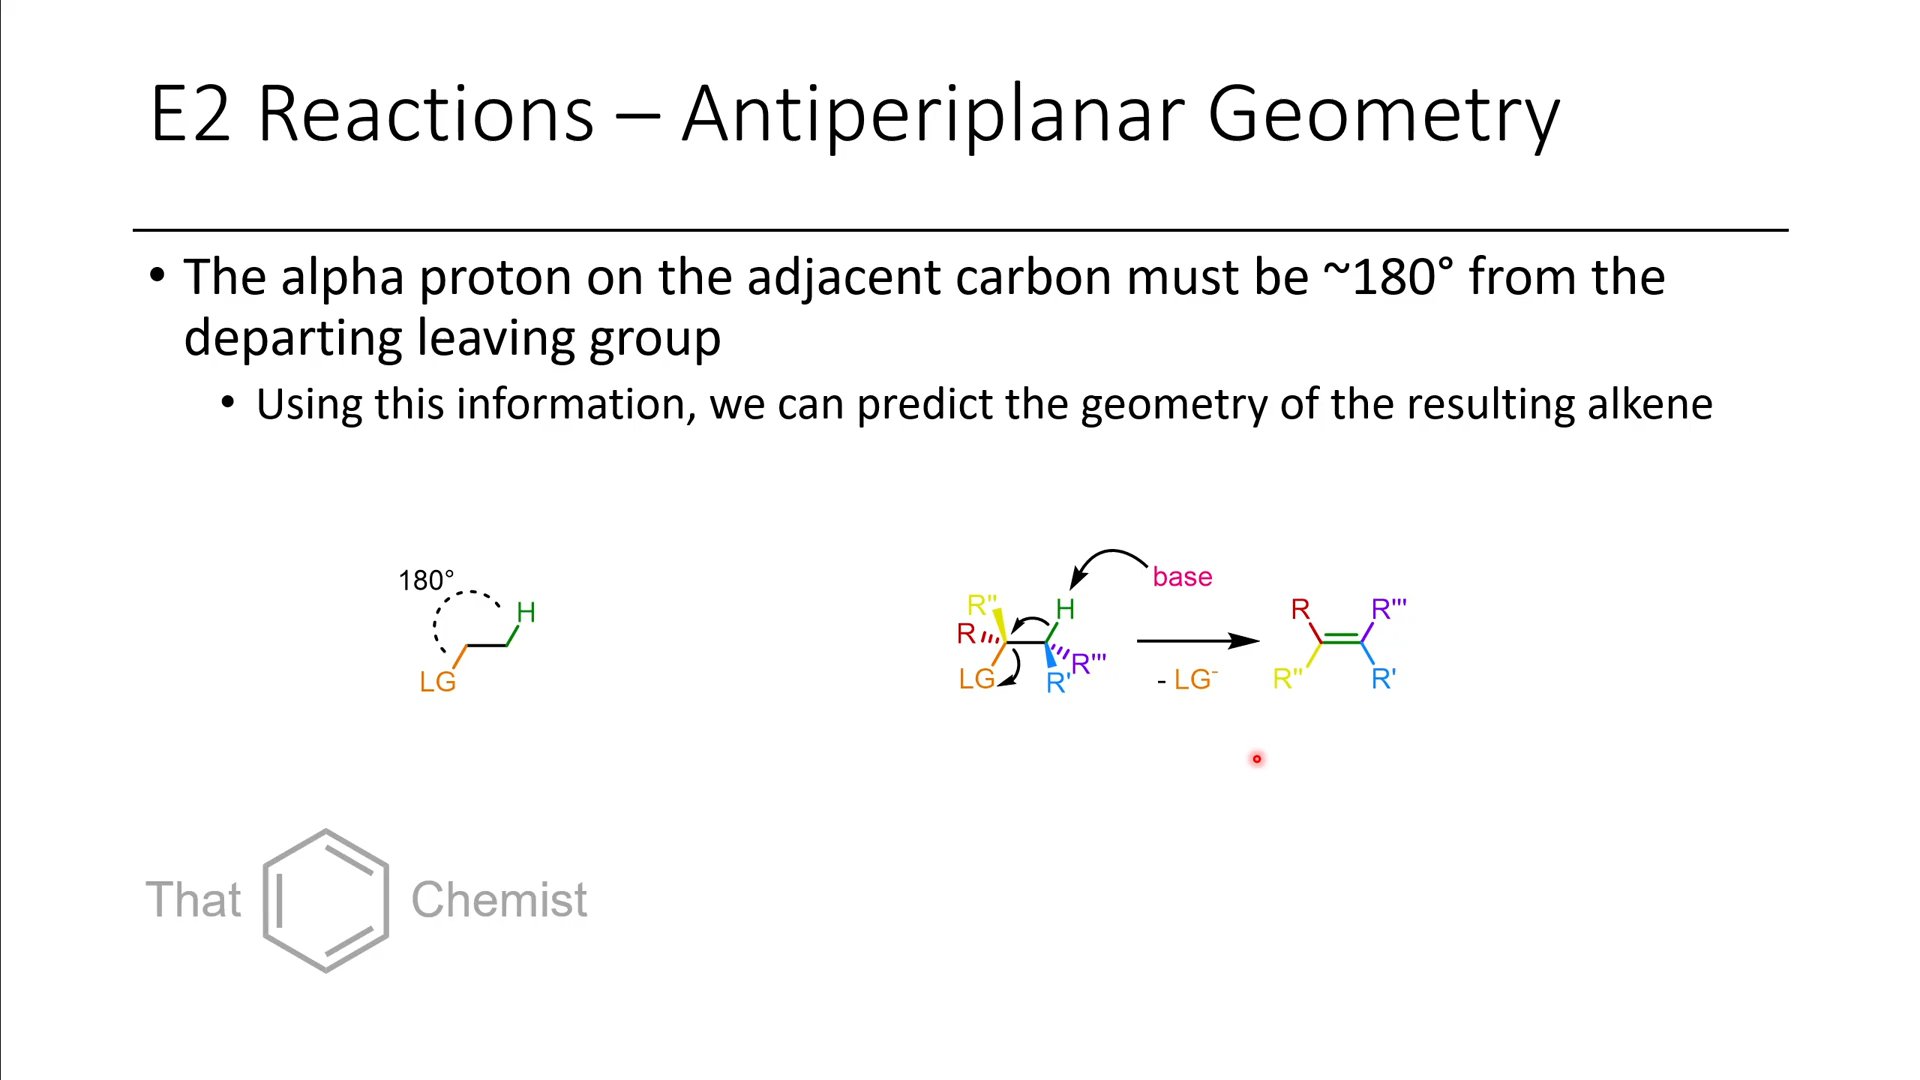 E2 Reactions – Antiperiplanar Geometry
• The alpha proton on the adjacent carbon must be ~180° from the
departing leaving group
• Using this information, we can predict the geometry of the resulting alkene
180°
H
LG
base
R" H
R
R'''
LG R'
- LG⁻
R R'''
R" R'
That Chemist